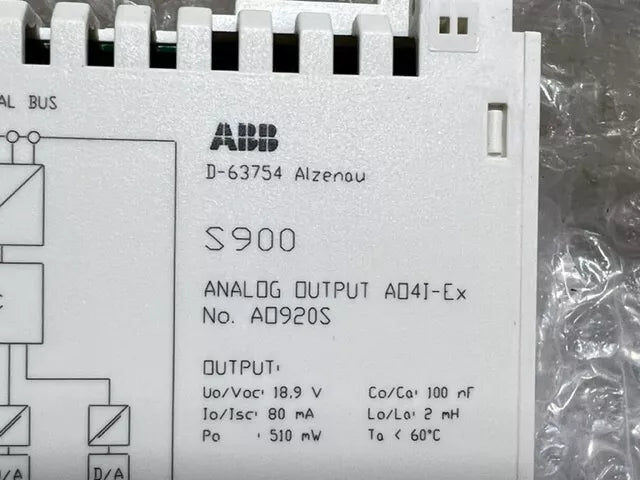 AL BUS
ABB
D-63754 Alzenau
S900
ANALOG OUTPUT AO4I-Ex
No. AO920S
OUTPUT:
Uo/Voc: 18.9 V Co/Ca: 100 nF
Io/Isc: 80 mA Lo/La: 2 mH
Po : 510 mW Ta < 60°C
C
D/A D/A